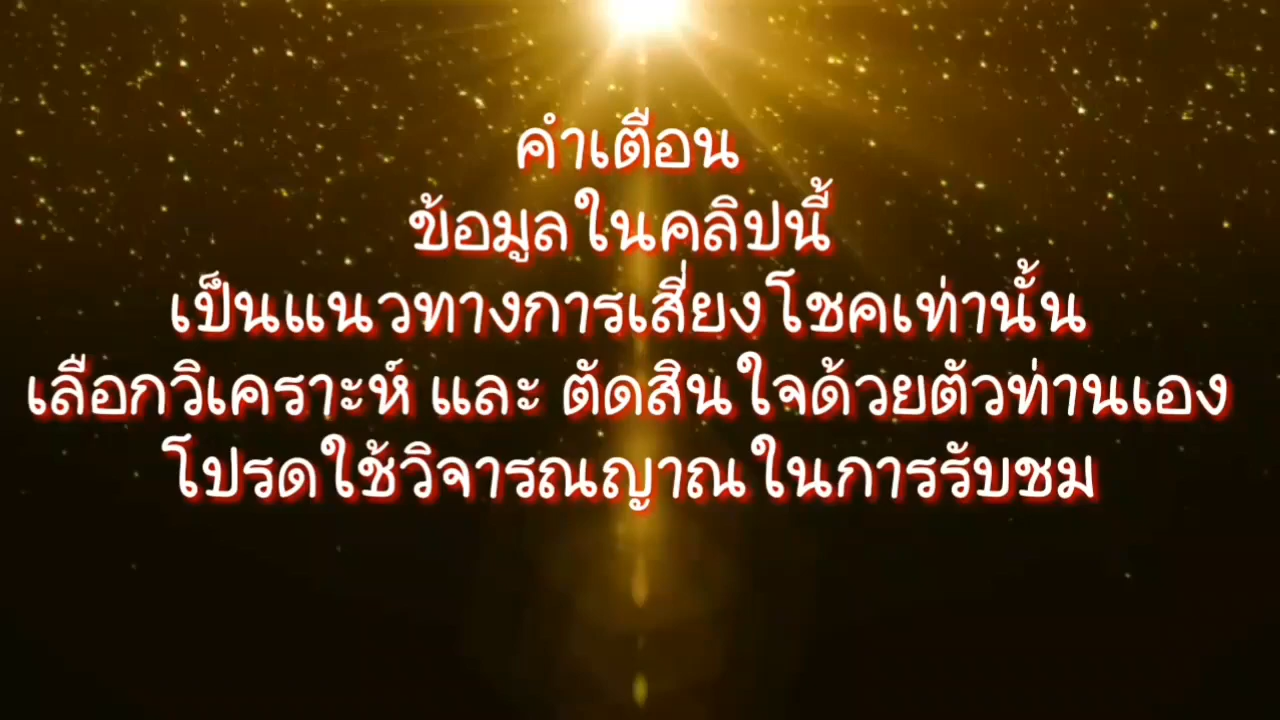 คำเตือน
ข้อมูลในคลิปนี้
เป็นแนวทางการเสี่ยงโชคเท่านั้น
เลือกวิเคราะห์ และ ตัดสินใจด้วยตัวท่านเอง
โปรดใช้วิจารณญาณในการรับชม